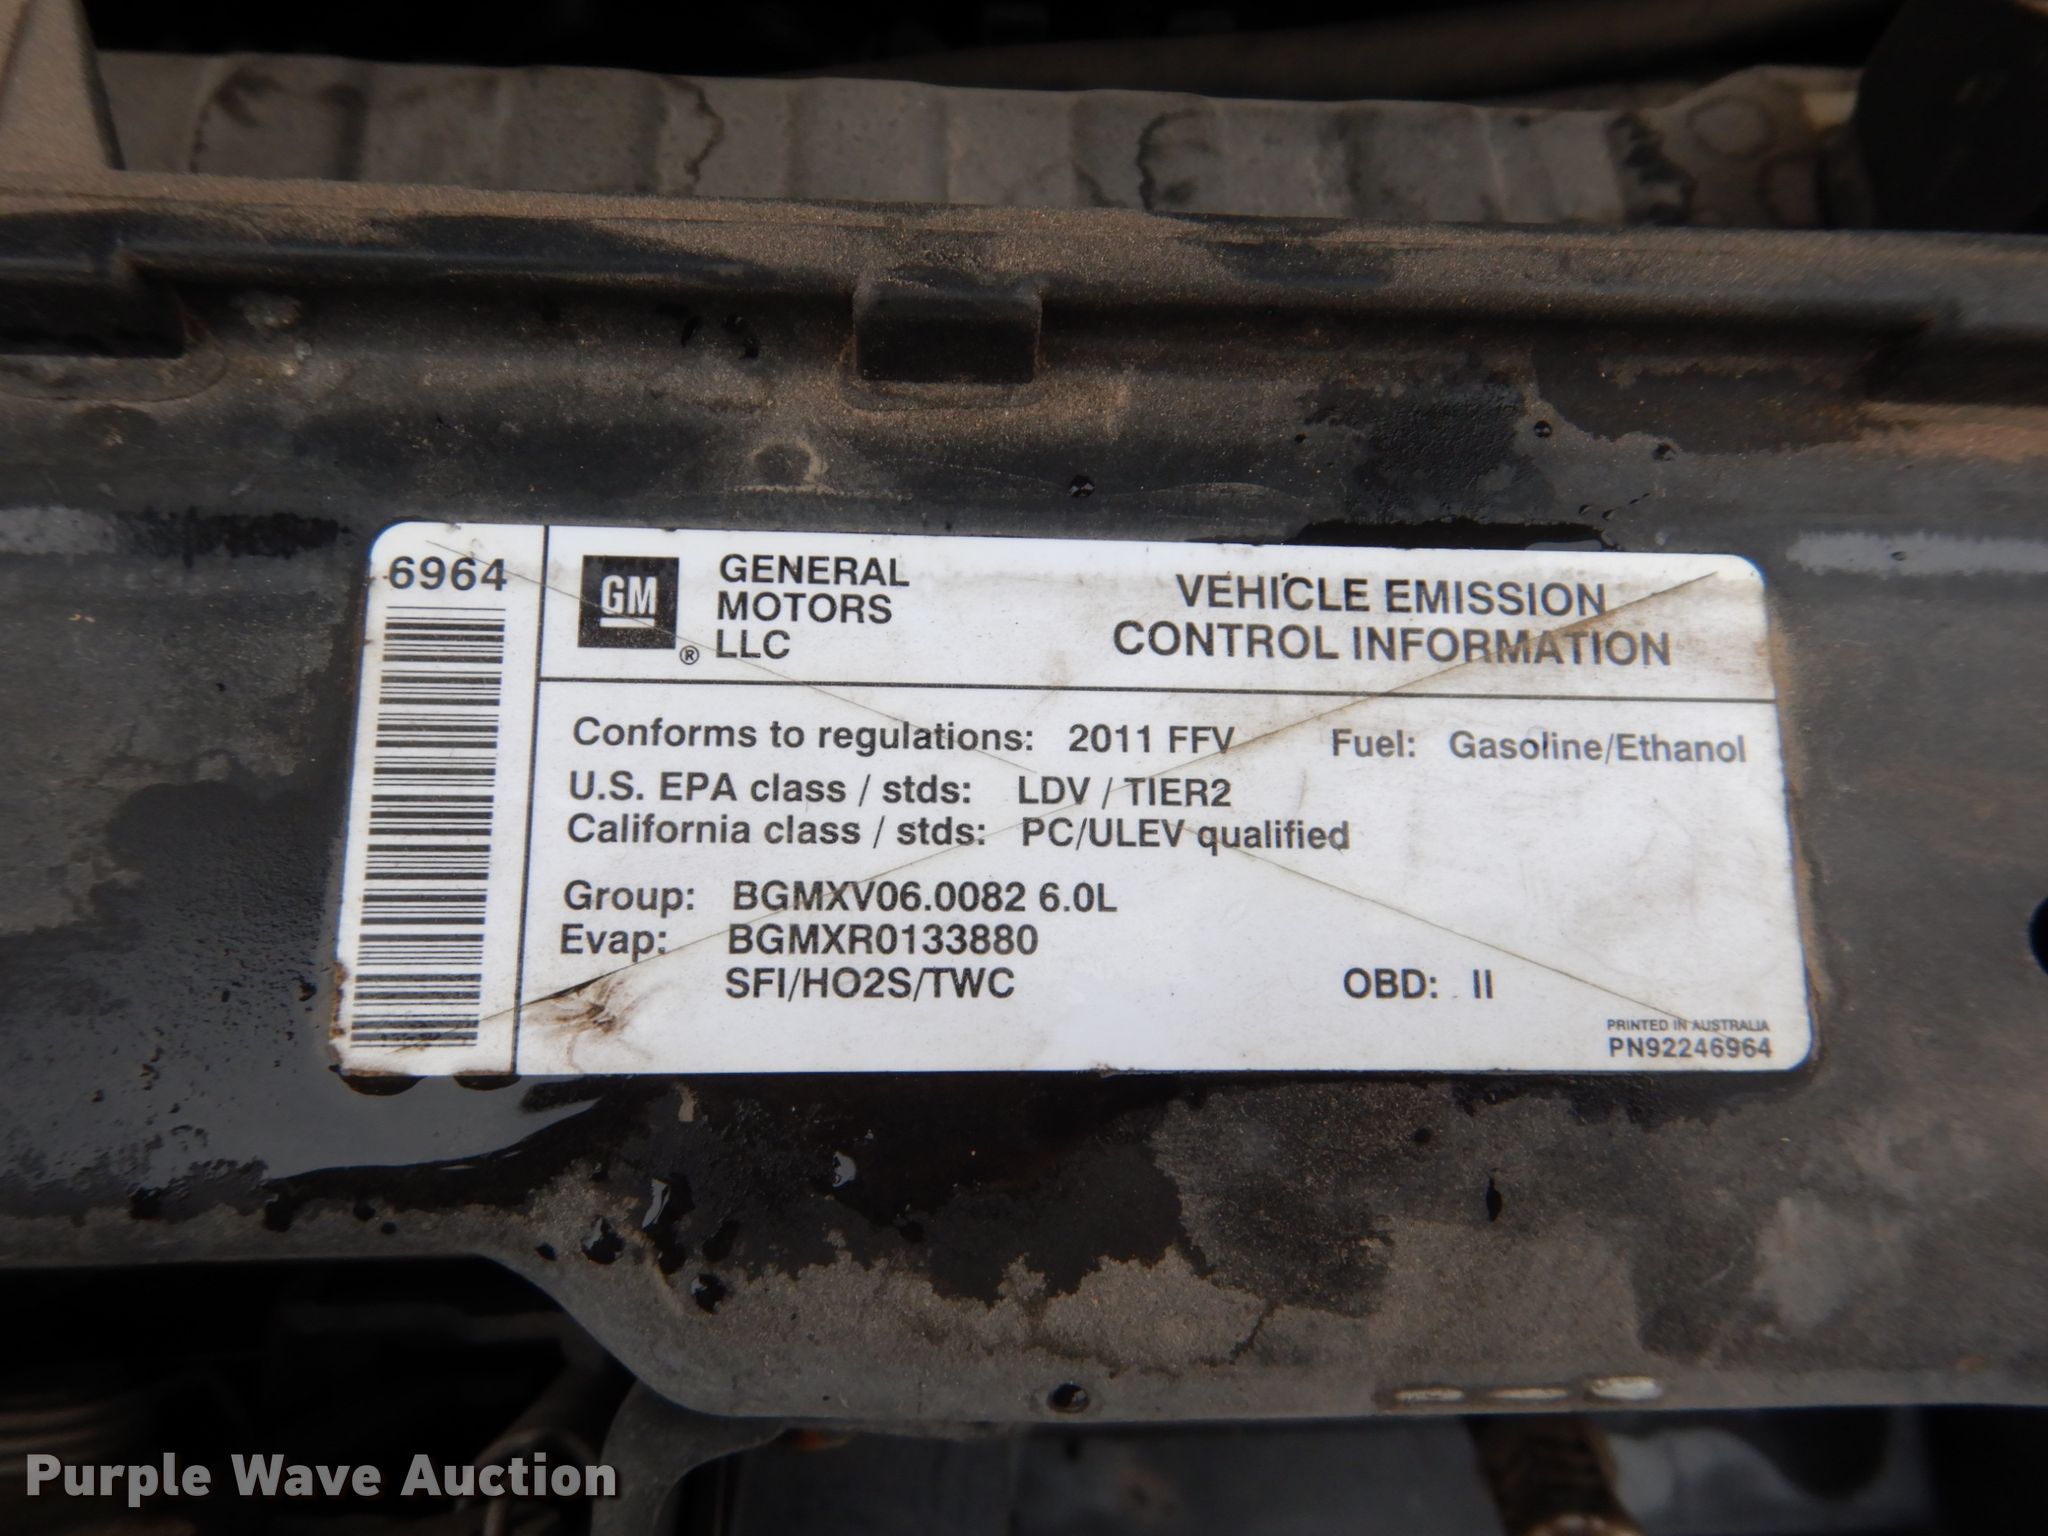 6964
GM
®
GENERAL
MOTORS
LLC
VEHICLE EMISSION
CONTROL INFORMATION
Conforms to regulations: 2011 FFV Fuel: Gasoline/Ethanol
U.S. EPA class / stds: LDV / TIER2
California class / stds: PC/ULEV qualified
Group: BGMXV06.0082 6.0L
Evap: BGMXR0133880
SFI/HO2S/TWC OBD: II
PRINTED IN AUSTRALIA
PN92246964
Purple Wave Auction